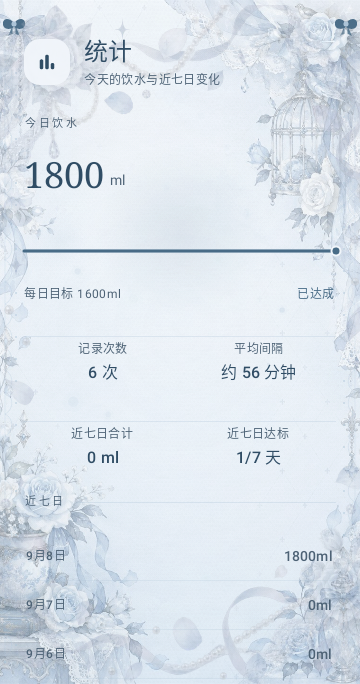 统计
今天的饮水与近七日变化
今日饮水
1800 ml
每日目标 1600ml 已达成
记录次数 平均间隔
6 次 约 56 分钟
近七日合计 近七日达标
0 ml 1/7 天
近七日
9月8日 1800ml
9月7日 0ml
9月6日 0ml